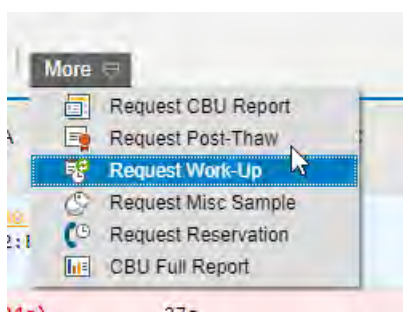 More
Request CBU Report
Request Post-Thaw
Request Work-Up
Request Misc Sample
Request Reservation
CBU Full Report